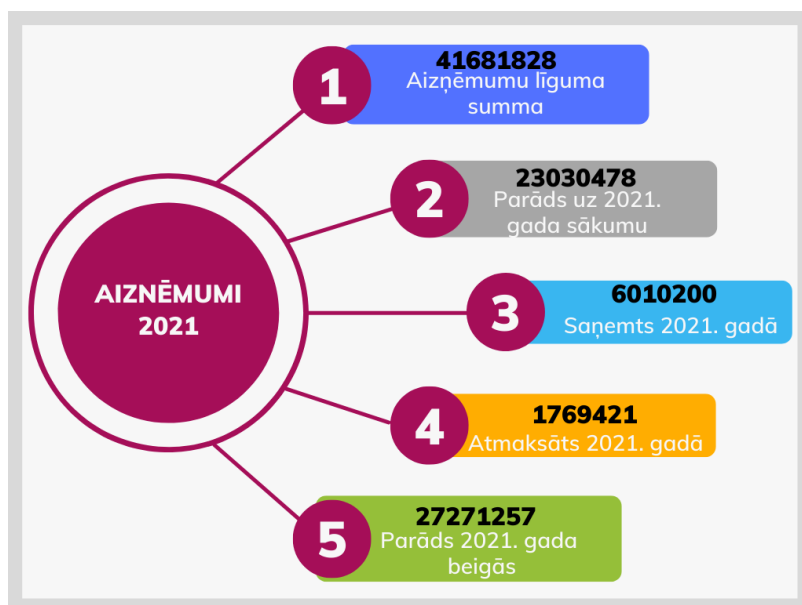 1
41681828
Aizņēmumu līguma
summa
2
23030478
Parāds uz 2021.
gada sākumu
AIZNĒMUMI
2021
3
6010200
Saņemts 2021. gadā
4
1769421
Atmaksāts 2021. gadā
5
27271257
Parāds 2021. gada
beigās